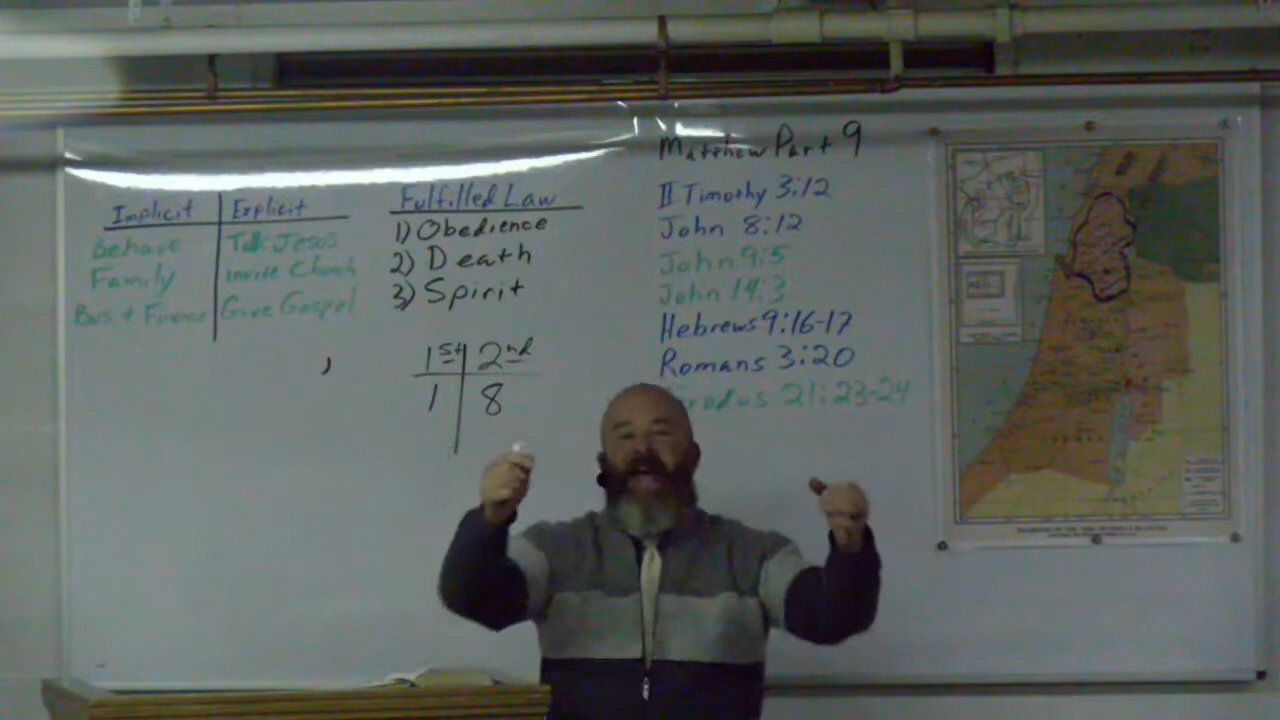 Implicit Explicit
Behave Talk Jesus
Family Invite Church
Bus + Finance Give Gospel
Fulfilled Law
1) Obedience
2) Death
3) Spirit
1st 2nd
1 8
Matthew Part 9
II Timothy 3:12
John 8:12
John 9:5
John 14:3
Hebrews 9:16-17
Romans 3:20
Exodus 21:23-24